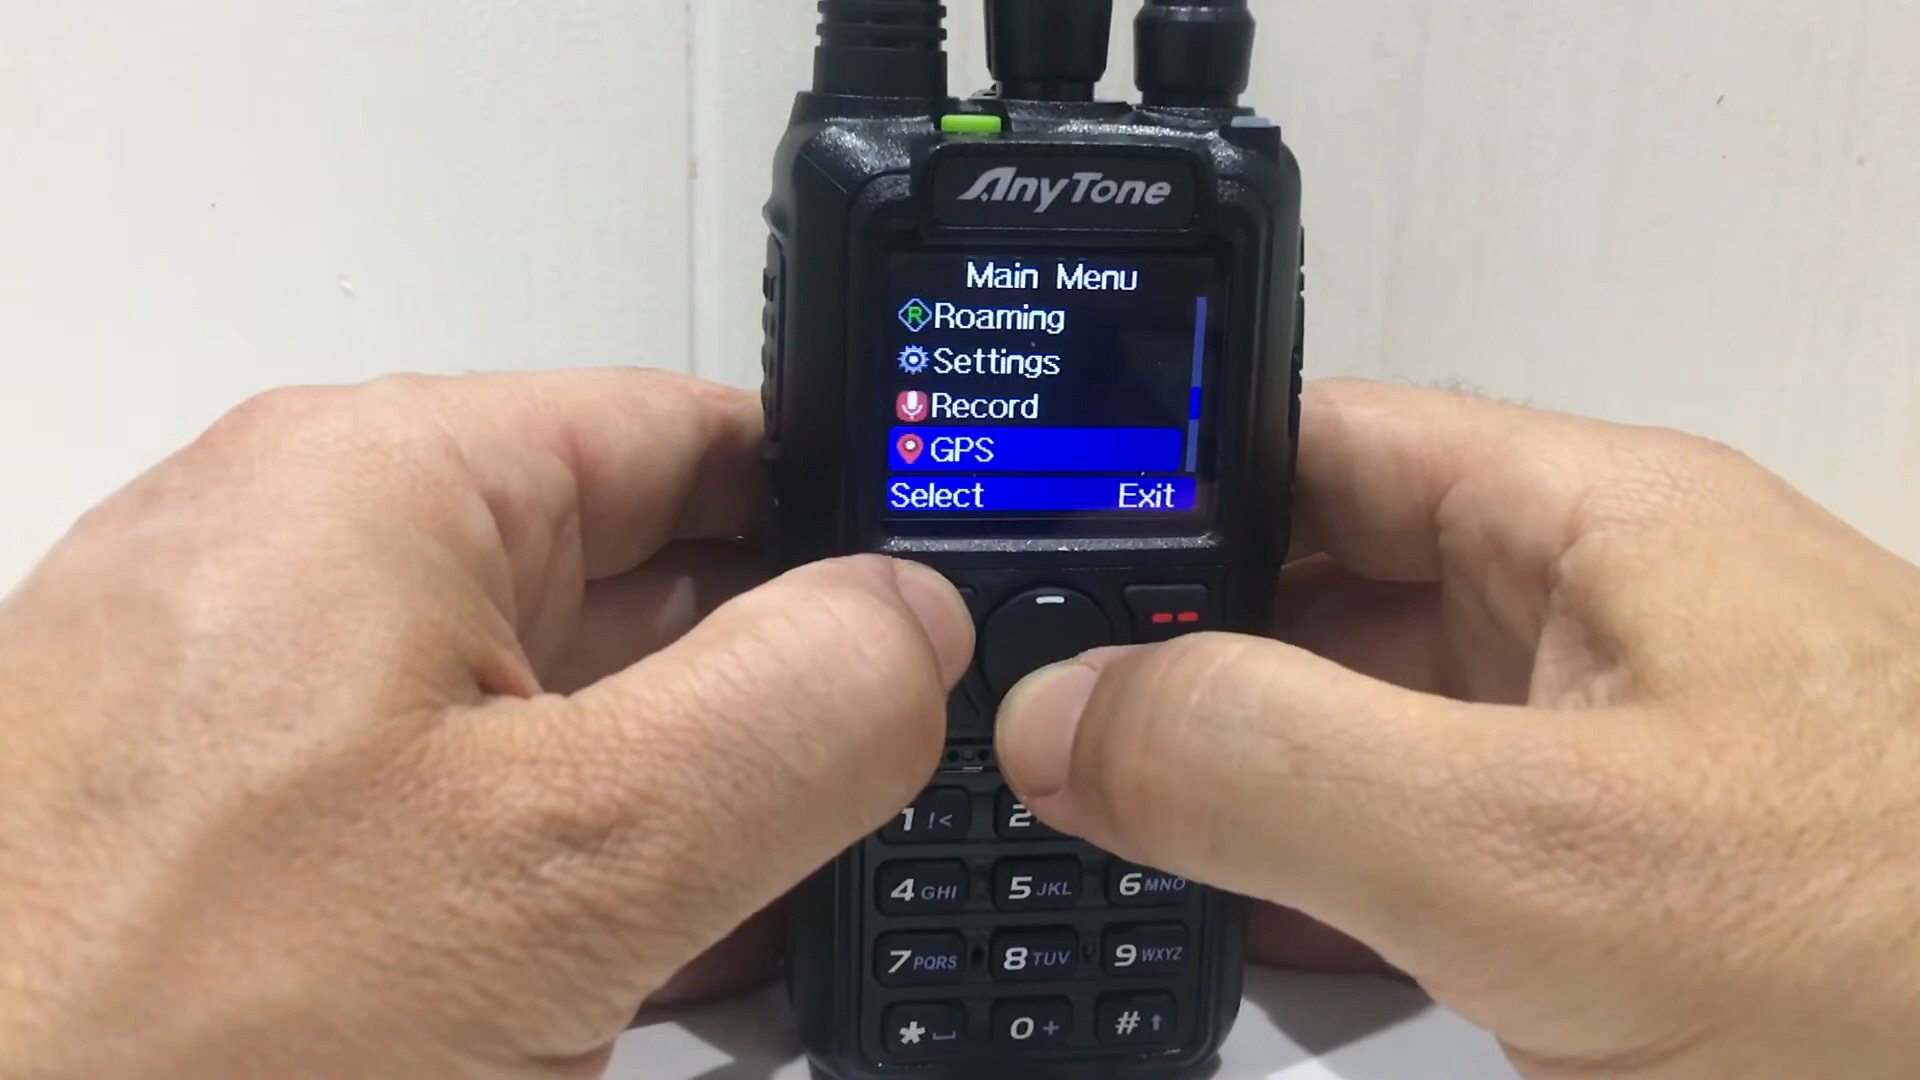 AnyTone
Main Menu
Roaming
Settings
Record
GPS
Select Exit
1 !< 2
4 GHI 5 JKL 6 MNO
7 PQRS 8 TUV 9 WXYZ
* 0 + #